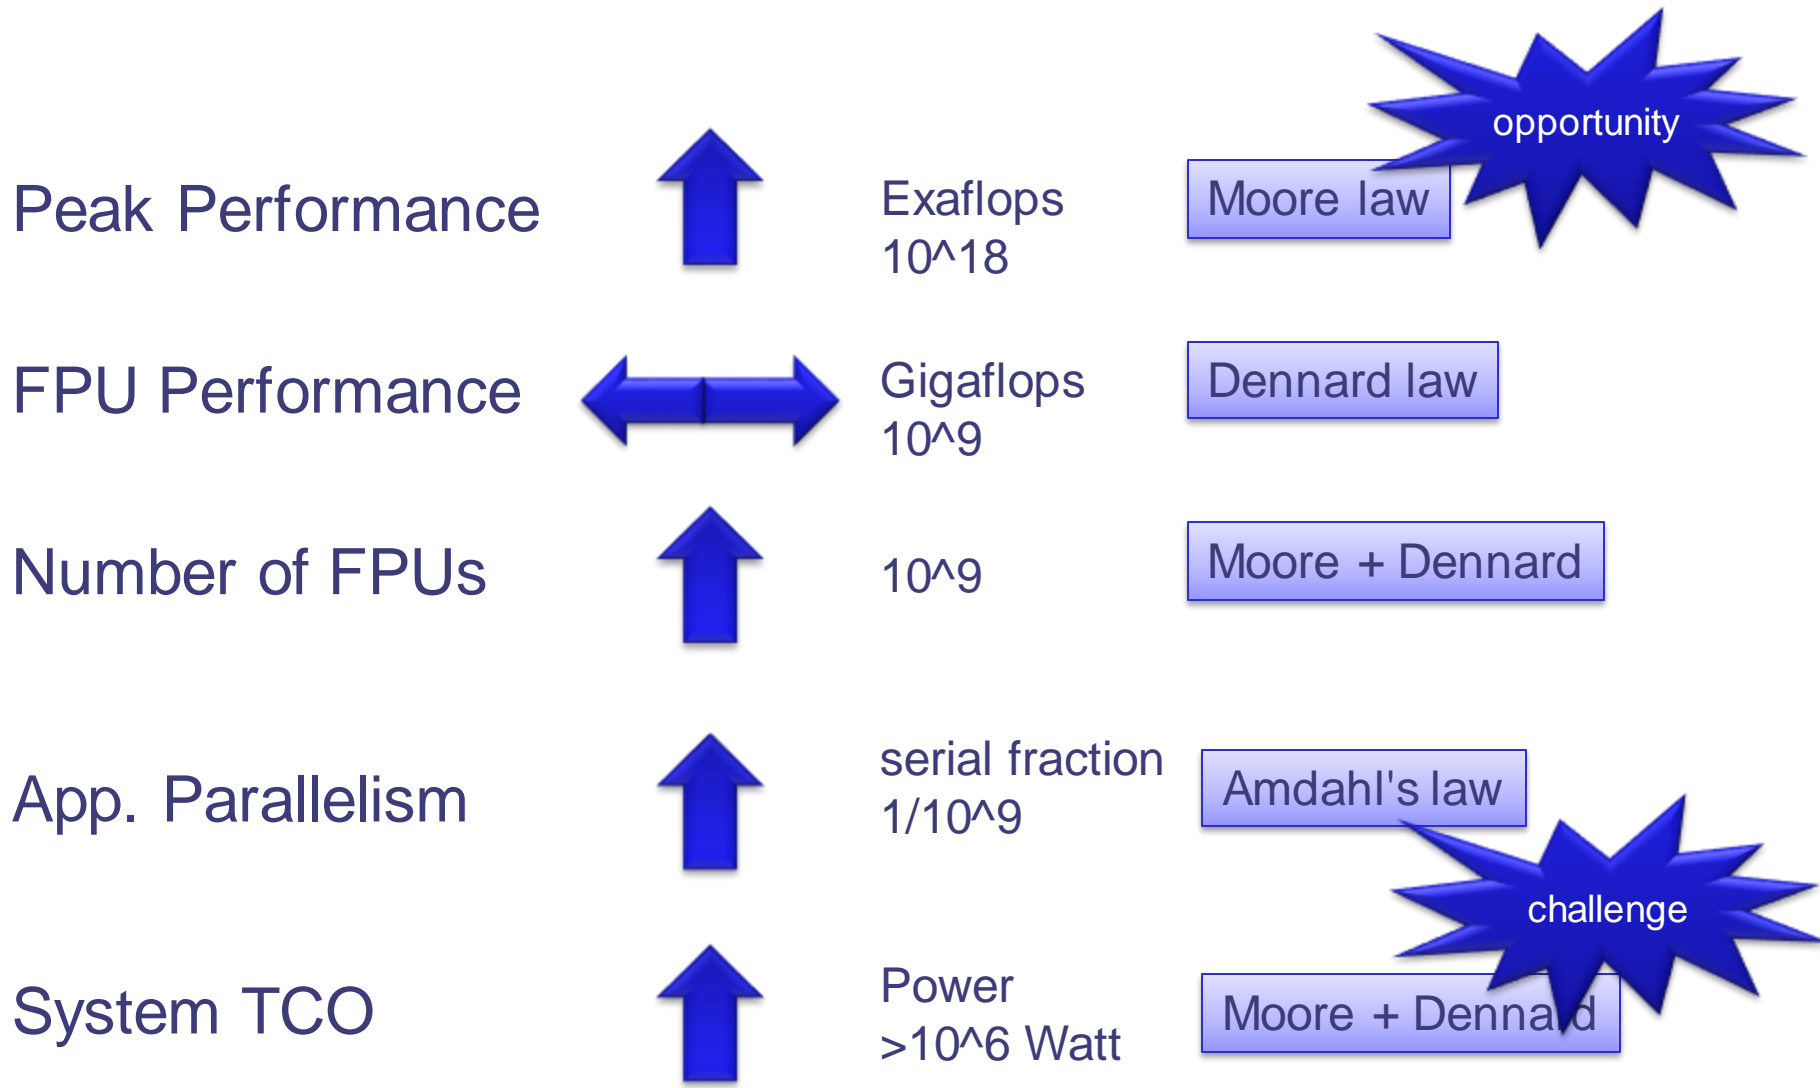 opportunity
Peak Performance
Exaflops
10^18
Moore law
FPU Performance
Gigaflops
10^9
Dennard law
Number of FPUs
10^9
Moore + Dennard
App. Parallelism
serial fraction
1/10^9
Amdahl's law
challenge
System TCO
Power
>10^6 Watt
Moore + Dennard